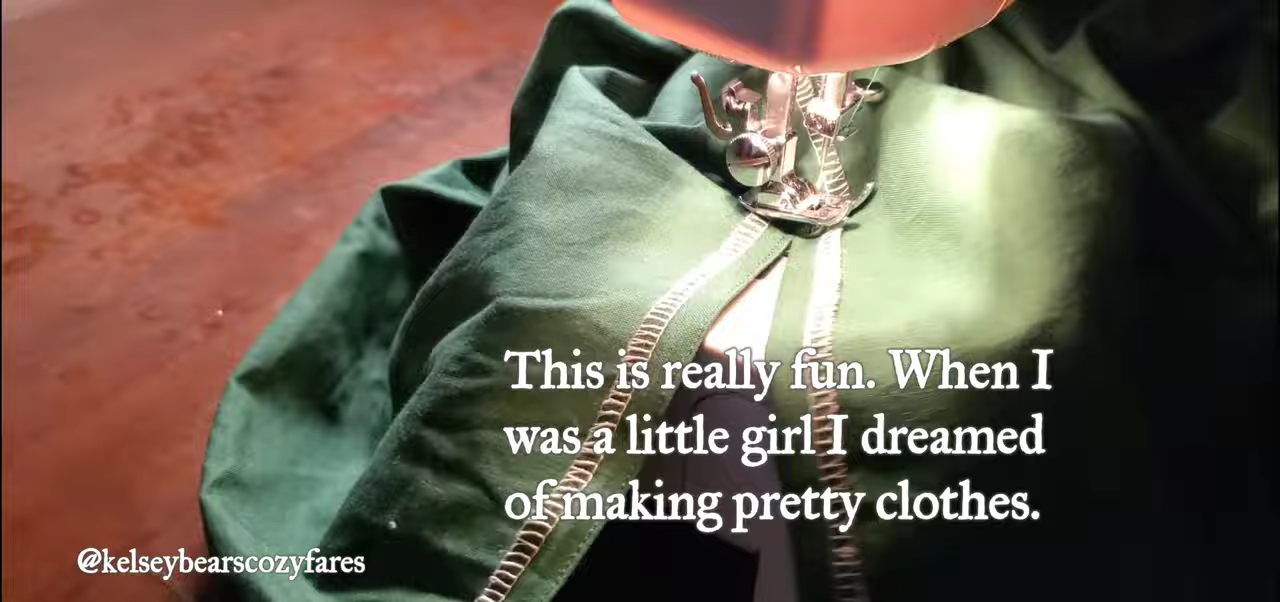 This is really fun. When I
was a little girl I dreamed
of making pretty clothes.
@kelseybearscozyfares